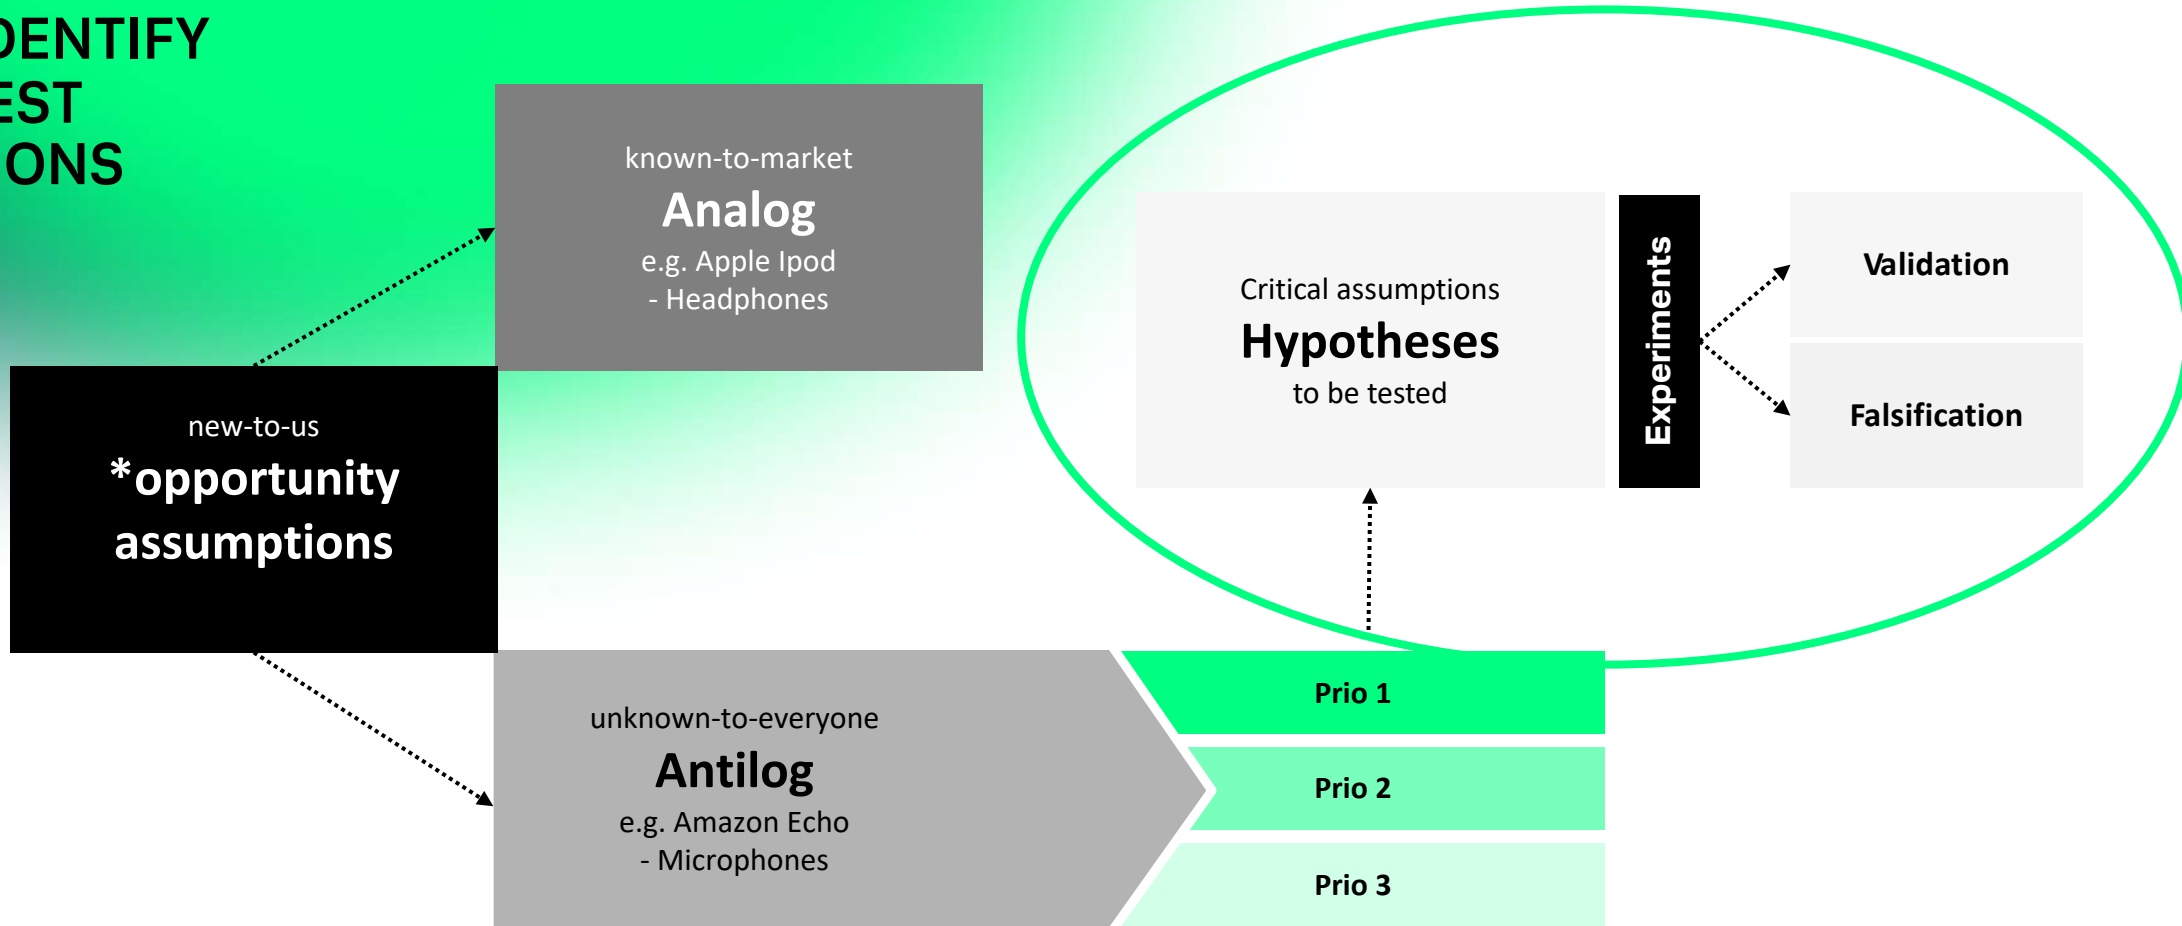 DENTIFY
EST
IONS
known-to-market
Analog
e.g. Apple Ipod
- Headphones
new-to-us
*opportunity
assumptions
unknown-to-everyone
Antilog
e.g. Amazon Echo
- Microphones
Prio 1
Prio 2
Prio 3
Critical assumptions
Hypotheses
to be tested
Experiments
Validation
Falsification